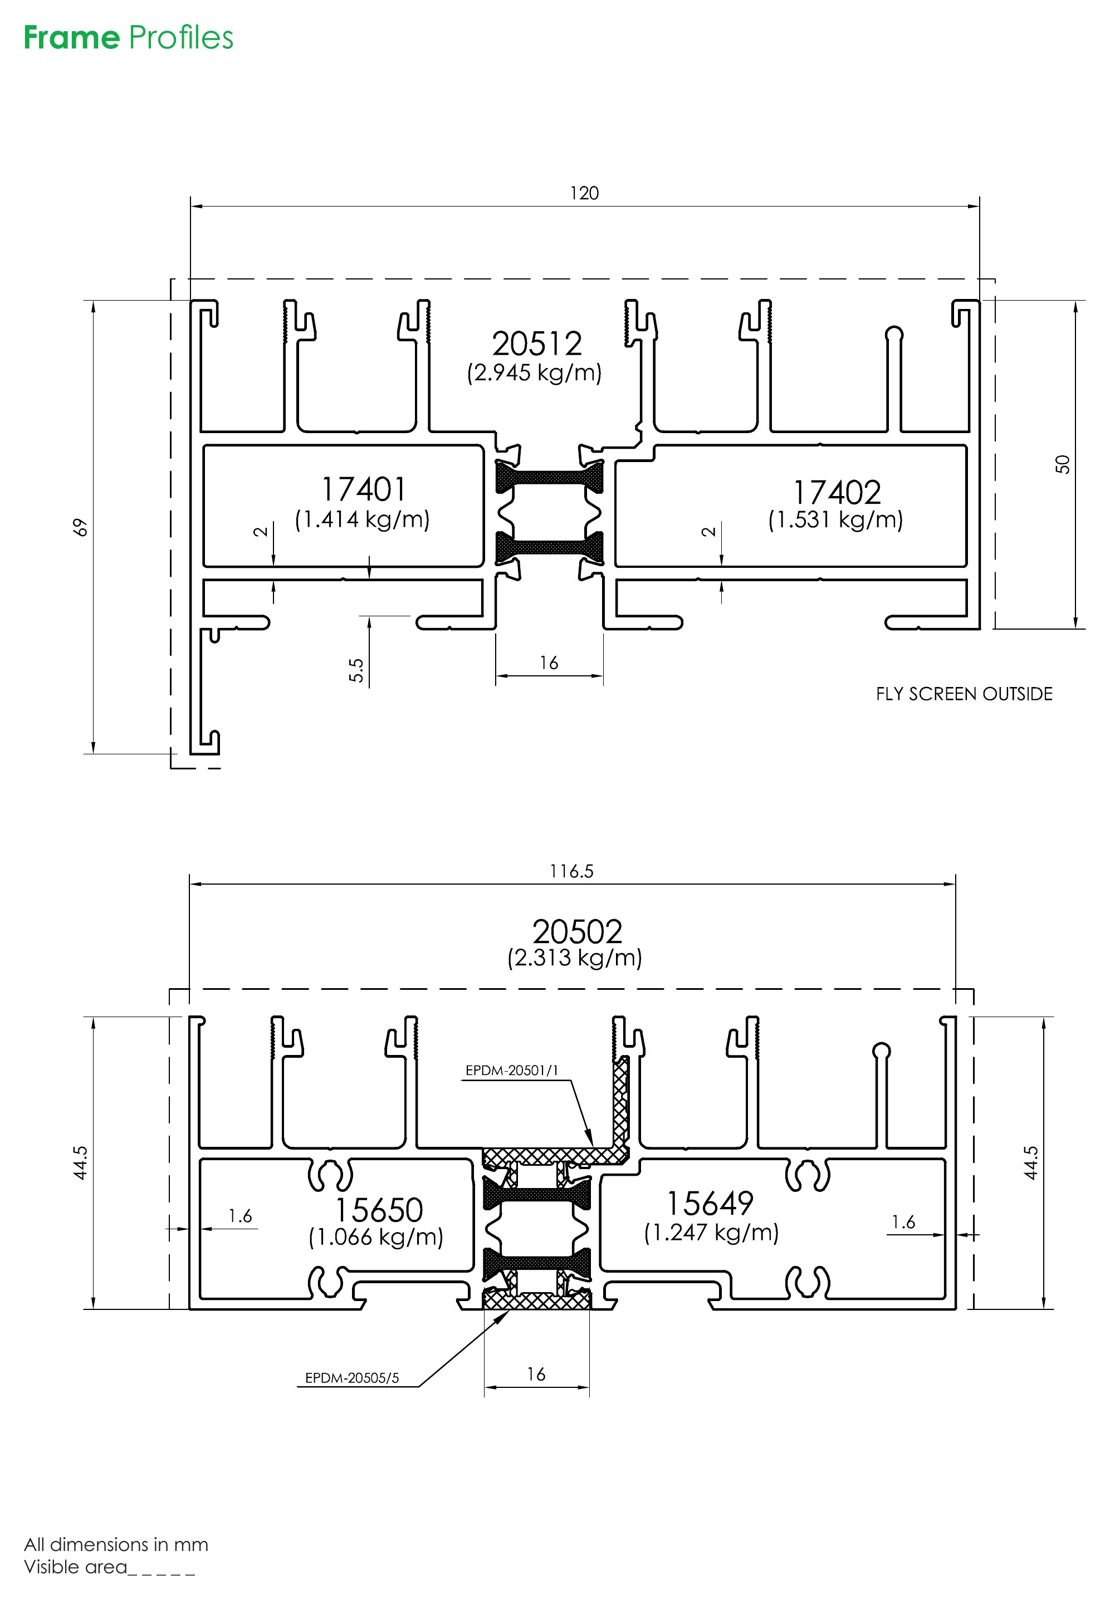 Frame Profiles
120
20512
(2.945 kg/m)
17401
(1.414 kg/m)
17402
(1.531 kg/m)
69
50
2
2
5.5
16
FLY SCREEN OUTSIDE
116.5
20502
(2.313 kg/m)
EPDM-20501/1
44.5
44.5
15650
(1.066 kg/m)
15649
(1.247 kg/m)
1.6
1.6
EPDM-20505/5
16
All dimensions in mm
Visible area_ _ _ _ _